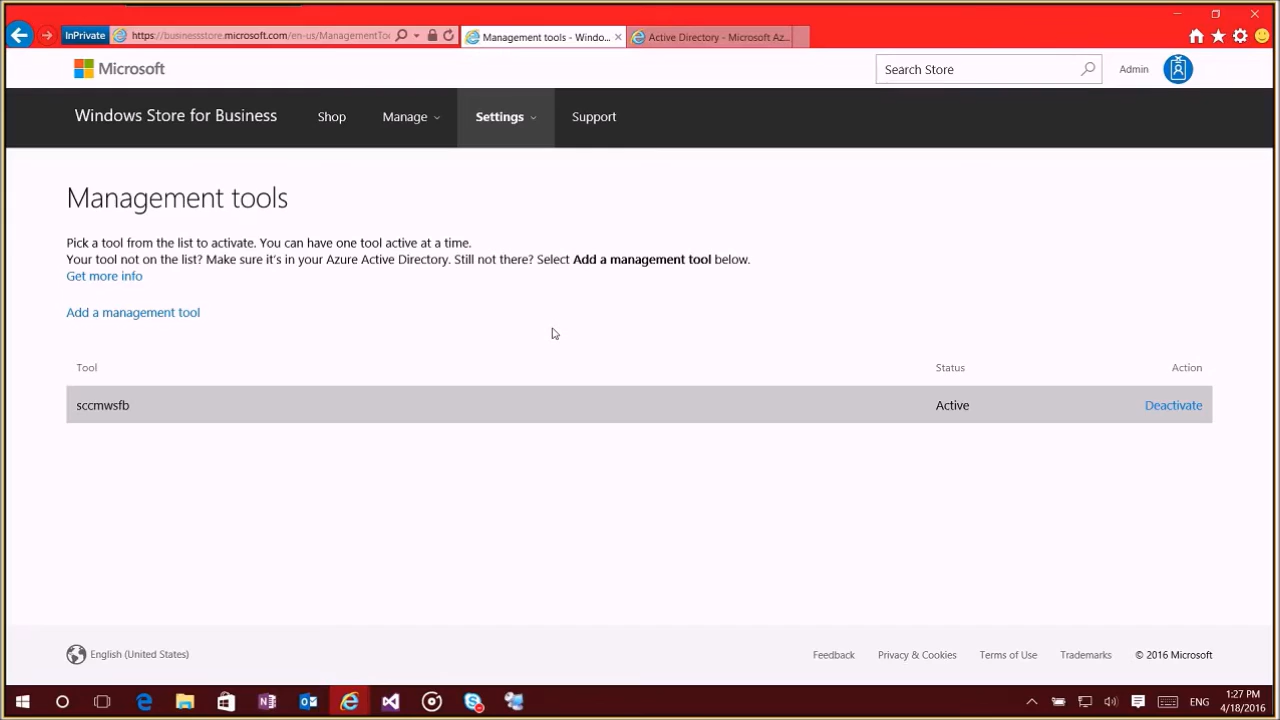 InPrivate
https://businessstore.microsoft.com/en-us/ManagementToo
Management tools - Windo...
Active Directory - Microsoft Az...
Microsoft
Search Store
Admin
Windows Store for Business
Shop
Manage
Settings
Support
Management tools
Pick a tool from the list to activate. You can have one tool active at a time.
Your tool not on the list? Make sure it's in your Azure Active Directory. Still not there? Select Add a management tool below.
Get more info
Add a management tool
Tool
Status
Action
sccmwsfb
Active
Deactivate
English (United States)
Feedback
Privacy & Cookies
Terms of Use
Trademarks
© 2016 Microsoft
ENG
1:27 PM
4/18/2016